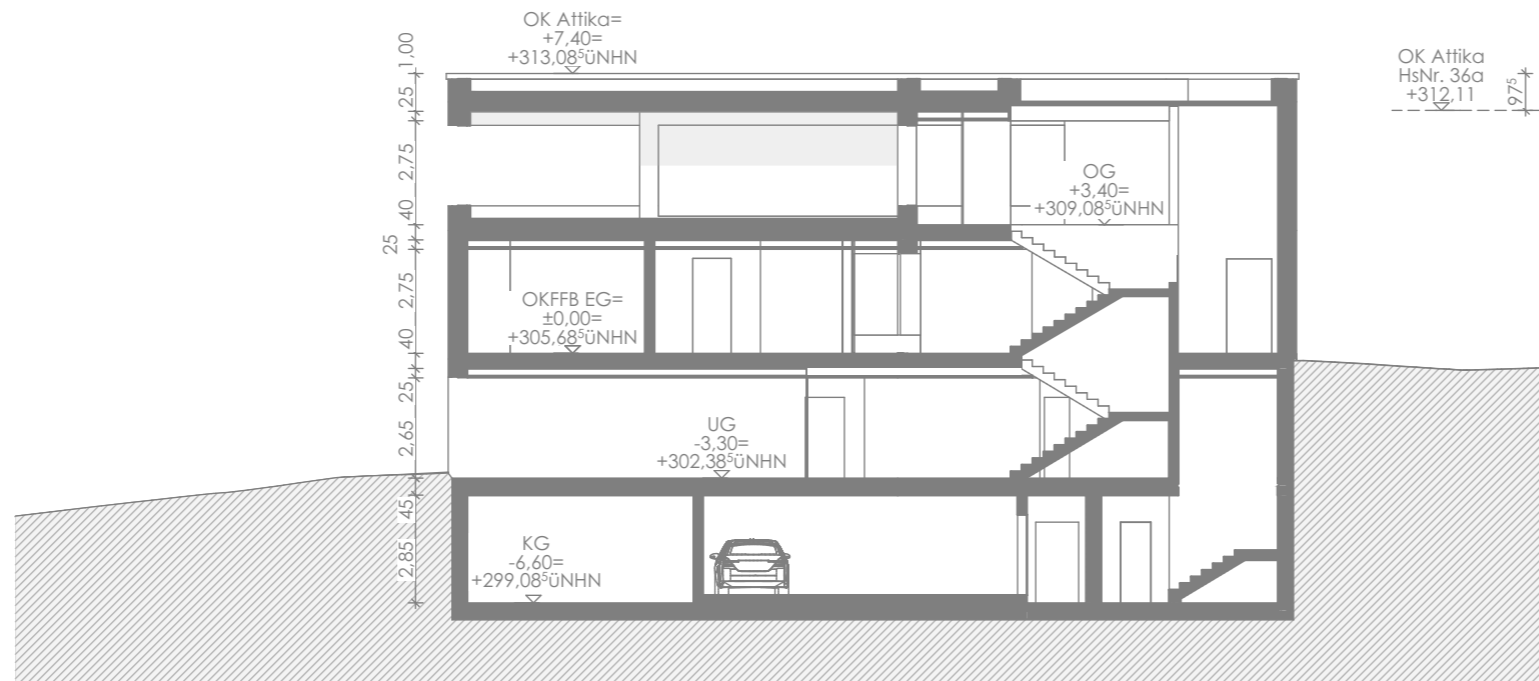 OK Attika=
+7,40=
+313,08⁵üNHN
OK Attika
HsNr. 36a
+312,11
97⁵
1,00
25
2,75
40
25
2,75
40
25
2,65
45
2,85
OG
+3,40=
+309,08⁵üNHN
OKFFB EG=
±0,00=
+305,68⁵üNHN
UG
-3,30=
+302,38⁵üNHN
KG
-6,60=
+299,08⁵üNHN